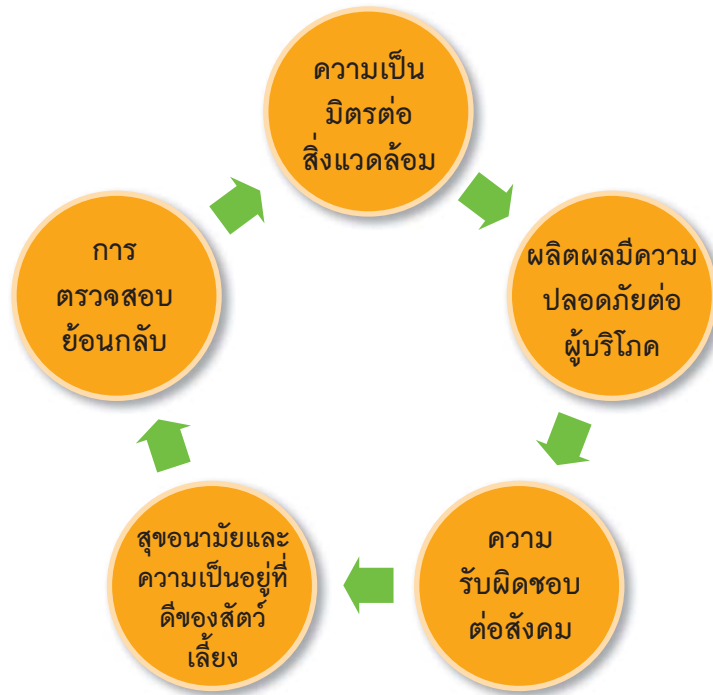 ความเป็น
มิตรต่อ
สิ่งแวดล้อม
ผลิตผลมีความ
ปลอดภัยต่อ
ผู้บริโภค
ความ
รับผิดชอบ
ต่อสังคม
สุขอนามัยและ
ความเป็นอยู่ที่
ดีของสัตว์
เลี้ยง
การ
ตรวจสอบ
ย้อนกลับ